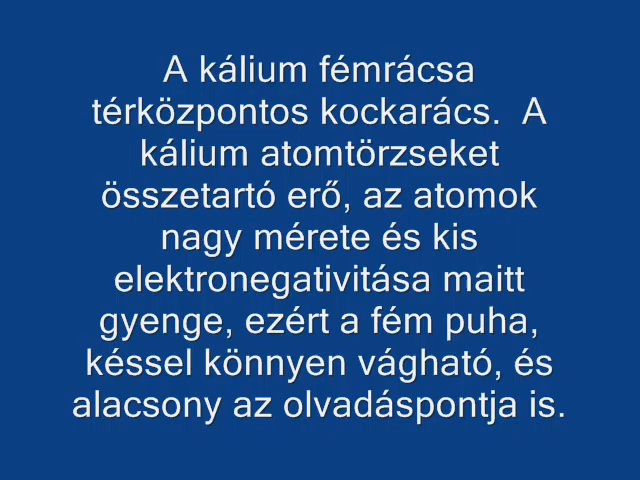 A kálium fémrácsa
térközpontos kockarács.  A
kálium atomtörzseket
összetartó erő, az atomok
nagy mérete és kis
elektronegativitása maitt
gyenge, ezért a fém puha,
késsel könnyen vágható, és
alacsony az olvadáspontja is.